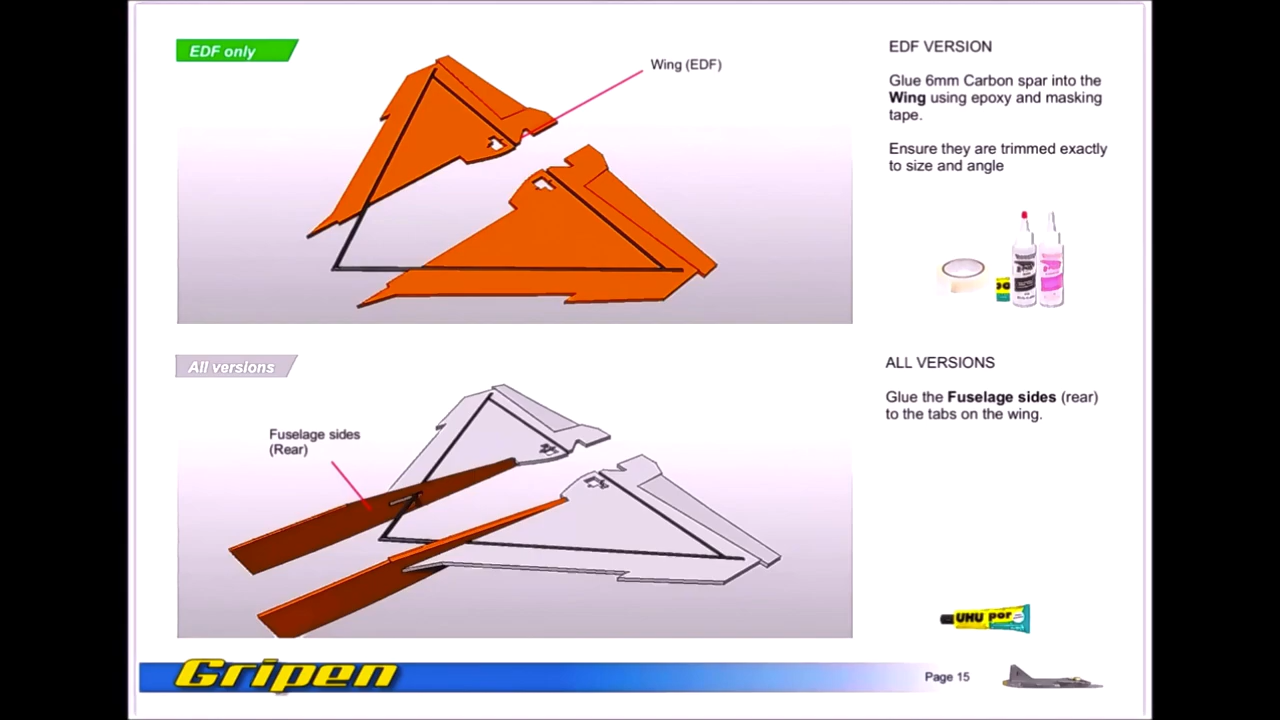 EDF only
Wing (EDF)
EDF VERSION
Glue 6mm Carbon spar into the
Wing using epoxy and masking
tape.
Ensure they are trimmed exactly
to size and angle
All versions
Fuselage sides
(Rear)
ALL VERSIONS
Glue the Fuselage sides (rear)
to the tabs on the wing.
UHU por
Gripen
Page 15